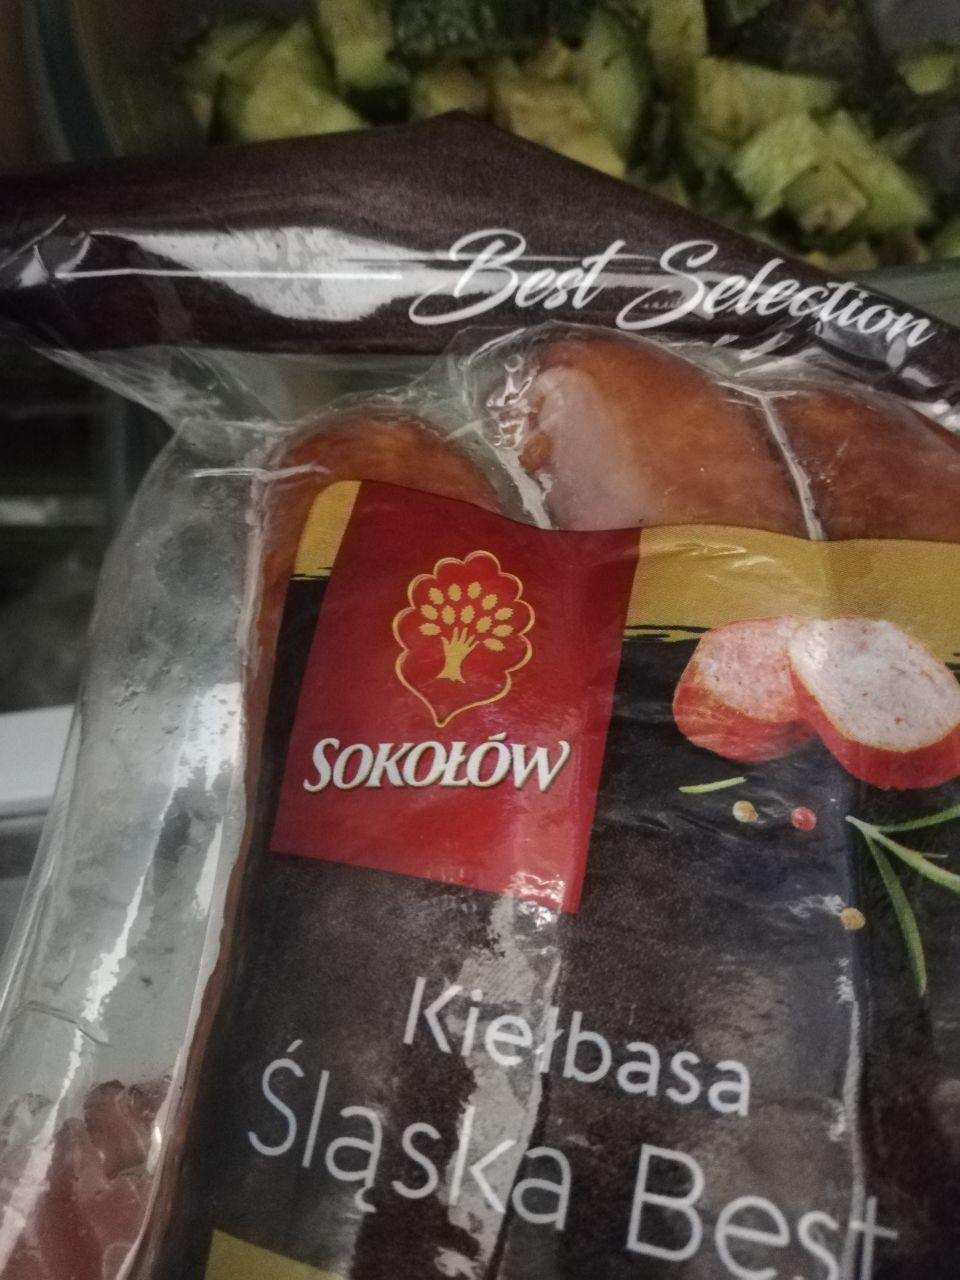 Best Selection
SOKOŁÓW
Kiełbasa
Śląska Best